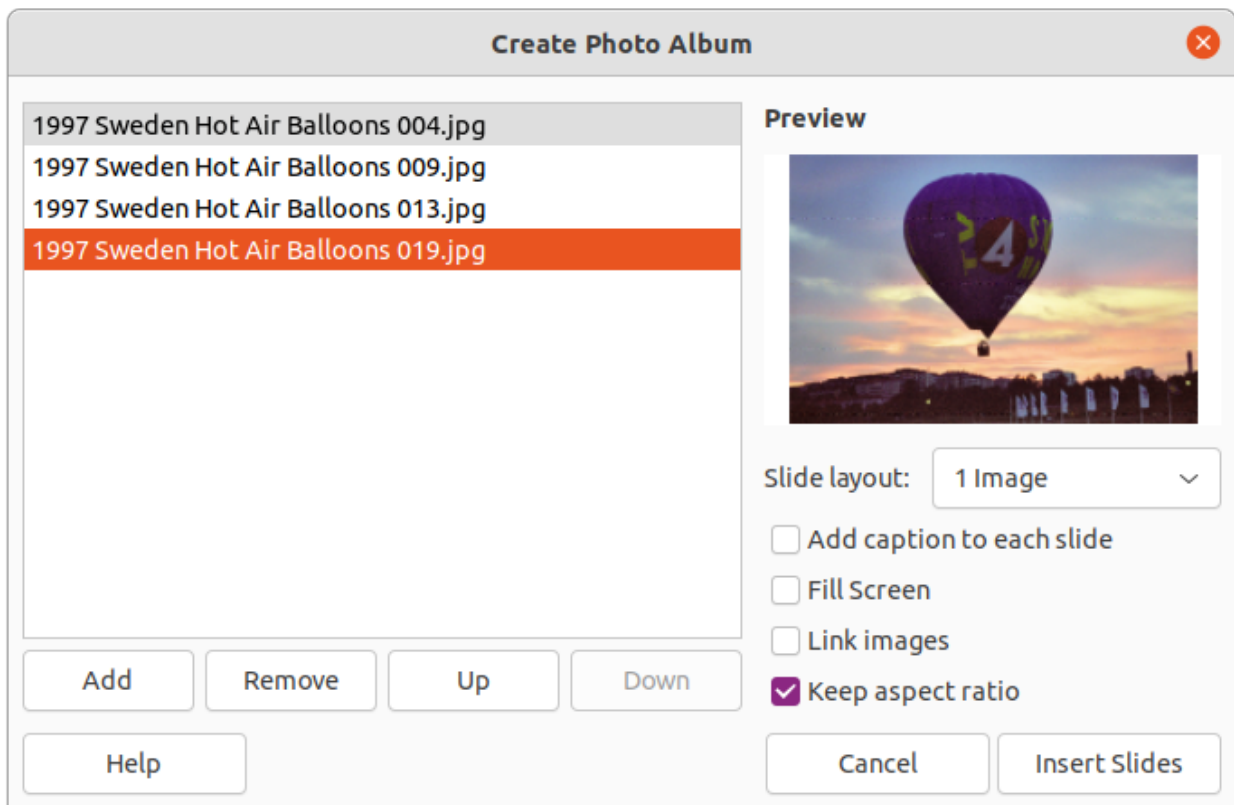 Create Photo Album
1997 Sweden Hot Air Balloons 004.jpg
1997 Sweden Hot Air Balloons 009.jpg
1997 Sweden Hot Air Balloons 013.jpg
1997 Sweden Hot Air Balloons 019.jpg
Add
Remove
Up
Down
Help
Preview
4
Slide layout:
1 Image
Add caption to each slide
Fill Screen
Link images
Keep aspect ratio
Cancel
Insert Slides